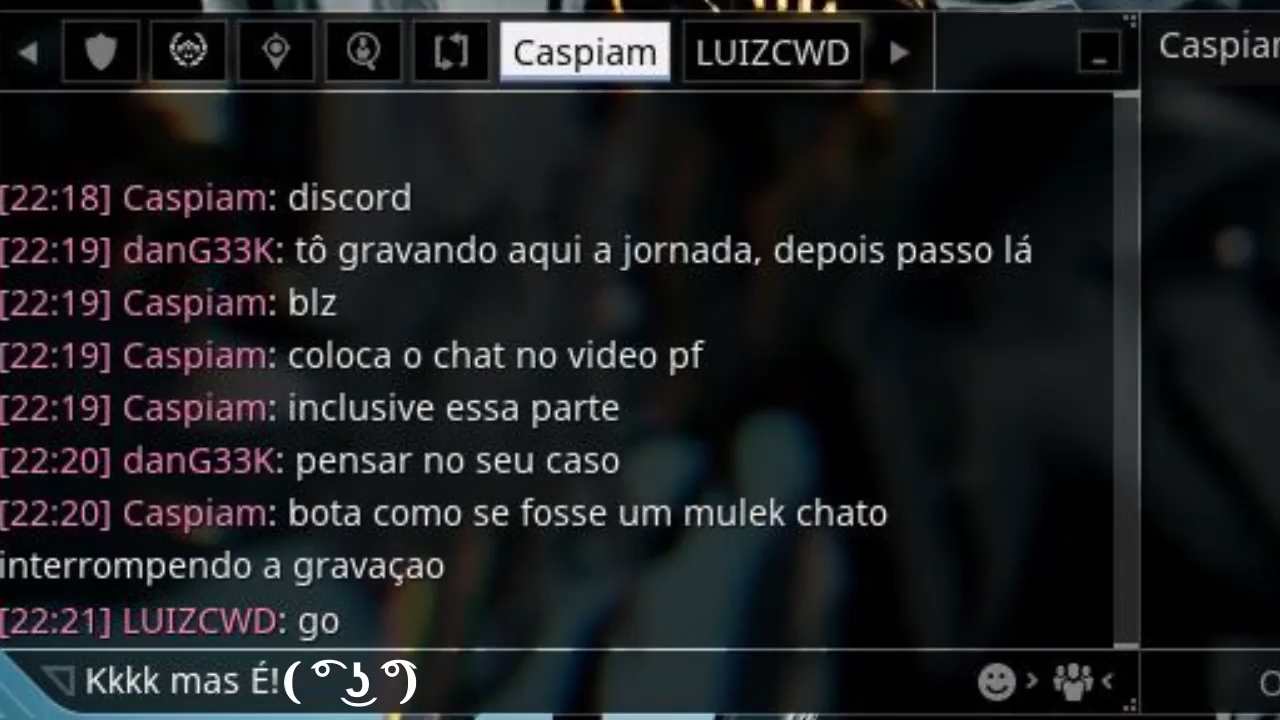 Caspiam LUIZCWD
[22:18] Caspiam: discord
[22:19] danG33K: tô gravando aqui a jornada, depois passo lá
[22:19] Caspiam: blz
[22:19] Caspiam: coloca o chat no video pf
[22:19] Caspiam: inclusive essa parte
[22:20] danG33K: pensar no seu caso
[22:20] Caspiam: bota como se fosse um mulek chato
interrompendo a gravaçao
[22:21] LUIZCWD: go
Kkkk mas É!( ͡° ͜ʖ ͡°)